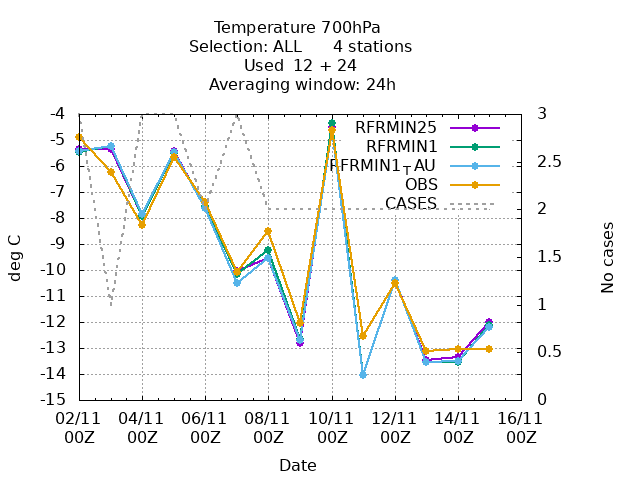 Temperature 700hPa
Selection: ALL 4 stations
Used 12 + 24
Averaging window: 24h
RFRMIN25
RFRMIN1
RFRMIN1_TAU
OBS
CASES
-4
-5
-6
-7
-8
-9
-10
-11
-12
-13
-14
-15
deg C
3
2.5
2
1.5
1
0.5
0
No cases
02/11 04/11 06/11 08/11 10/11 12/11 14/11 16/11
00Z 00Z 00Z 00Z 00Z 00Z 00Z 00Z
Date